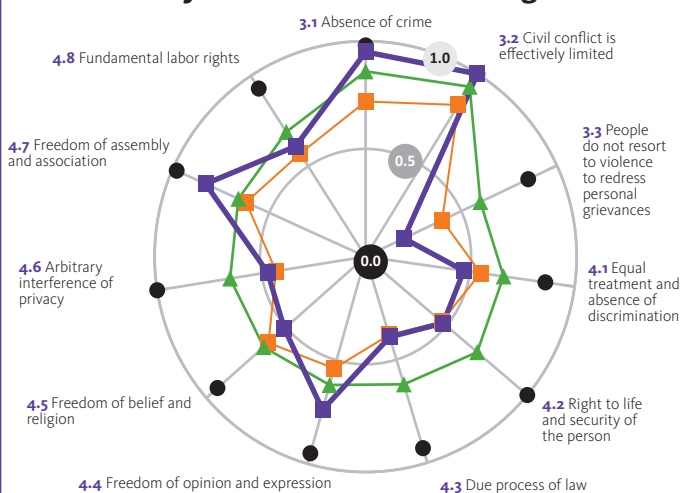 3.1 Absence of crime
3.2 Civil conflict is
effectively limited
1.0
4.8 Fundamental labor rights
3.3 People
do not resort
to violence
to redress
personal
grievances
4.7 Freedom of assembly
and association
0.5
0.0
4.6 Arbitrary
interference of
privacy
4.1 Equal
treatment and
absence of
discrimination
4.5 Freedom of belief and
religion
4.2 Right to life
and security of
the person
4.4 Freedom of opinion and expression
4.3 Due process of law